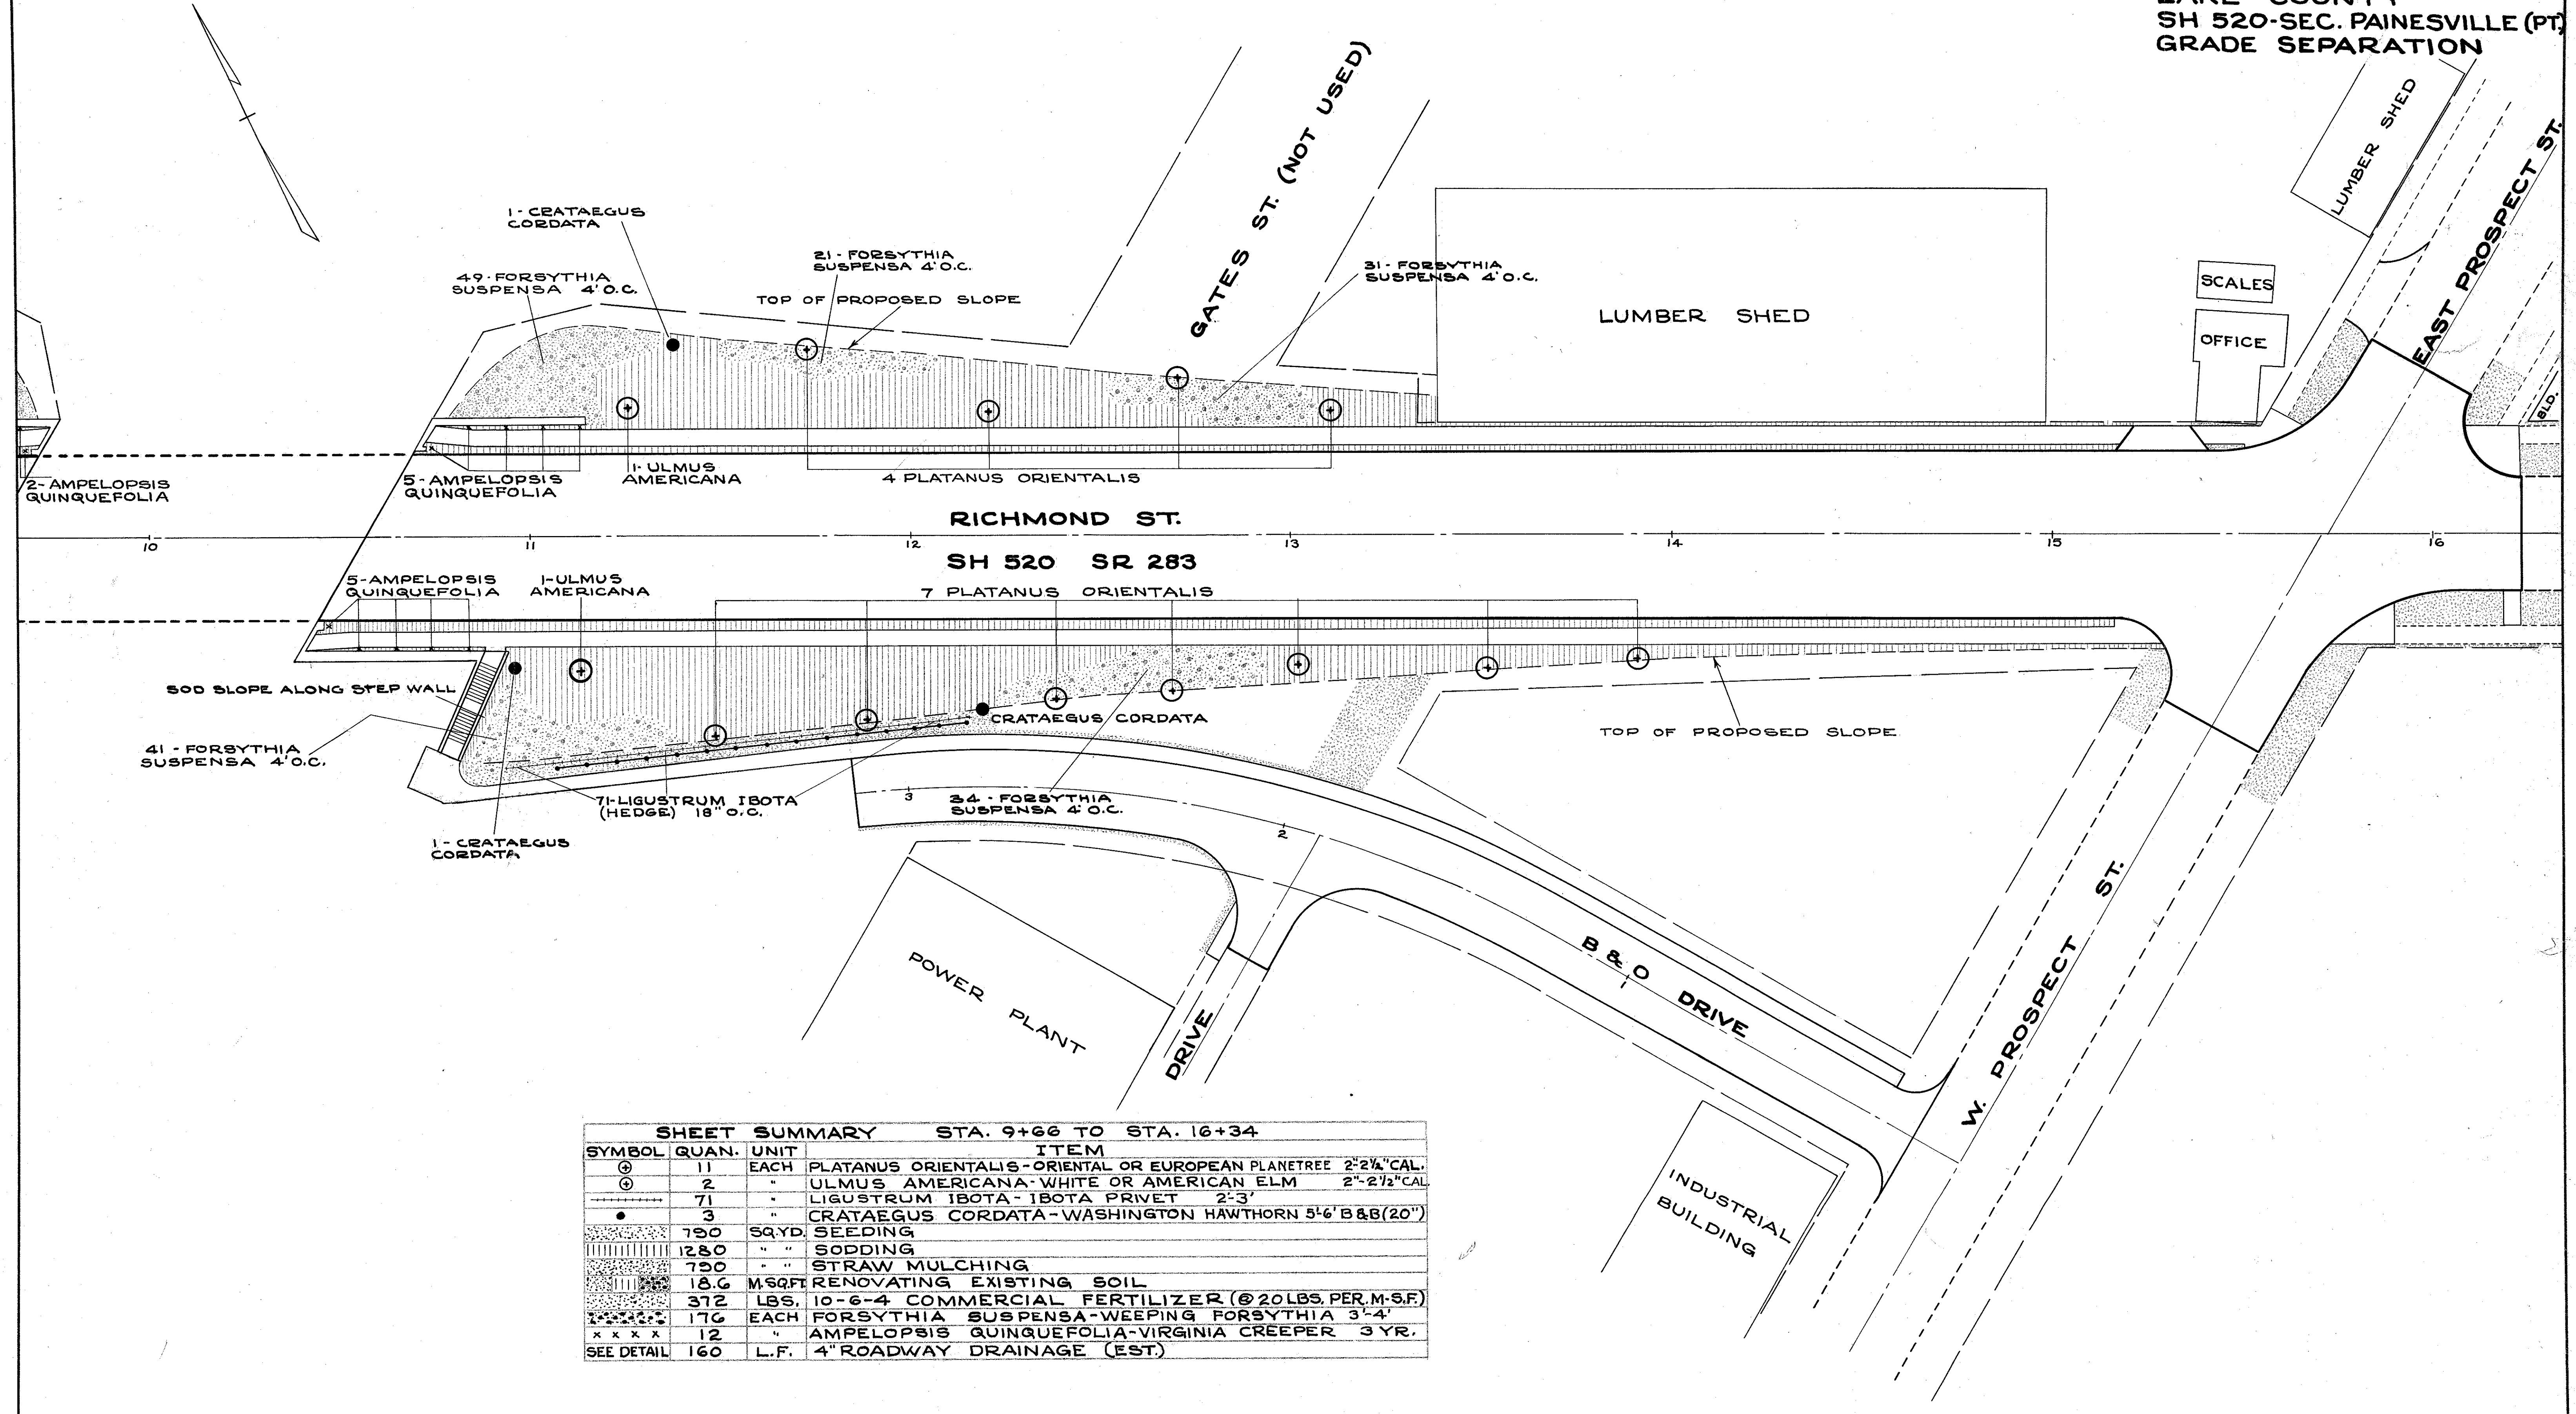 LAKE COUNTY
SH 520-SEC. PAINESVILLE (PT.)
GRADE SEPARATION
LUMBER SHED
EAST PROSPECT ST.
GATES ST. (NOT USED)
1-CRATAEGUS
CORDATA
49-FORSYTHIA
SUSPENSA 4' O.C.
21-FORSYTHIA
SUSPENSA 4' O.C.
TOP OF PROPOSED SLOPE
31-FORSYTHIA
SUSPENSA 4' O.C.
LUMBER SHED
SCALES
OFFICE
BLD.
2-AMPELOPSIS
QUINQUEFOLIA
5-AMPELOPSIS
QUINQUEFOLIA
1-ULMUS
AMERICANA
4 PLATANUS ORIENTALIS
RICHMOND ST.
10 11 12 13 14 15 16
SH 520 SR 283
5-AMPELOPSIS
QUINQUEFOLIA
1-ULMUS
AMERICANA
7 PLATANUS ORIENTALIS
SOD SLOPE ALONG STEP WALL
CRATAEGUS CORDATA
TOP OF PROPOSED SLOPE
41-FORSYTHIA
SUSPENSA 4' O.C.
71-LIGUSTRUM IBOTA
(HEDGE) 18" O.C.
34-FORSYTHIA
SUSPENSA 4' O.C.
3
2
1
1-CRATAEGUS
CORDATA
POWER PLANT
DRIVE
B & O DRIVE
W. PROSPECT ST.
INDUSTRIAL
BUILDING
SHEET SUMMARY STA. 9+66 TO STA. 16+34
SYMBOL QUAN. UNIT ITEM
11 EACH PLATANUS ORIENTALIS-ORIENTAL OR EUROPEAN PLANETREE 2"-2½" CAL.
2 " ULMUS AMERICANA-WHITE OR AMERICAN ELM 2"-2½" CAL.
71 " LIGUSTRUM IBOTA-IBOTA PRIVET 2'-3'
3 " CRATAEGUS CORDATA-WASHINGTON HAWTHORN 5'-6' B&B(20")
790 SQ.YD. SEEDING
1280 " " SODDING
790 " " STRAW MULCHING
18.6 M.SQ.FT. RENOVATING EXISTING SOIL
372 LBS. 10-6-4 COMMERCIAL FERTILIZER (@ 20 LBS. PER. M-S.F.)
176 EACH FORSYTHIA SUSPENSA-WEEPING FORSYTHIA 3'-4'
x x x x 12 " AMPELOPSIS QUINQUEFOLIA-VIRGINIA CREEPER 3 YR.
SEE DETAIL 160 L.F. 4" ROADWAY DRAINAGE (EST.)